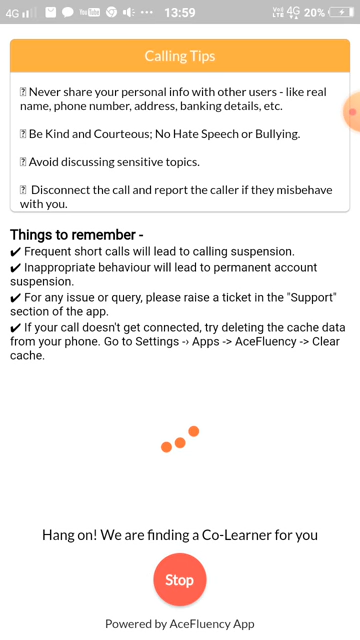 4G 13:59 VoLTE 4G 20%
Calling Tips
Never share your personal info with other users - like real
name, phone number, address, banking details, etc.
Be Kind and Courteous; No Hate Speech or Bullying.
Avoid discussing sensitive topics.
Disconnect the call and report the caller if they misbehave
with you.
Things to remember -
✔ Frequent short calls will lead to calling suspension.
✔ Inappropriate behaviour will lead to permanent account
suspension.
✔ For any issue or query, please raise a ticket in the "Support"
section of the app.
✔ If your call doesn't get connected, try deleting the cache data
from your phone. Go to Settings -> Apps -> AceFluency -> Clear
cache.
Hang on! We are finding a Co-Learner for you
Stop
Powered by AceFluency App